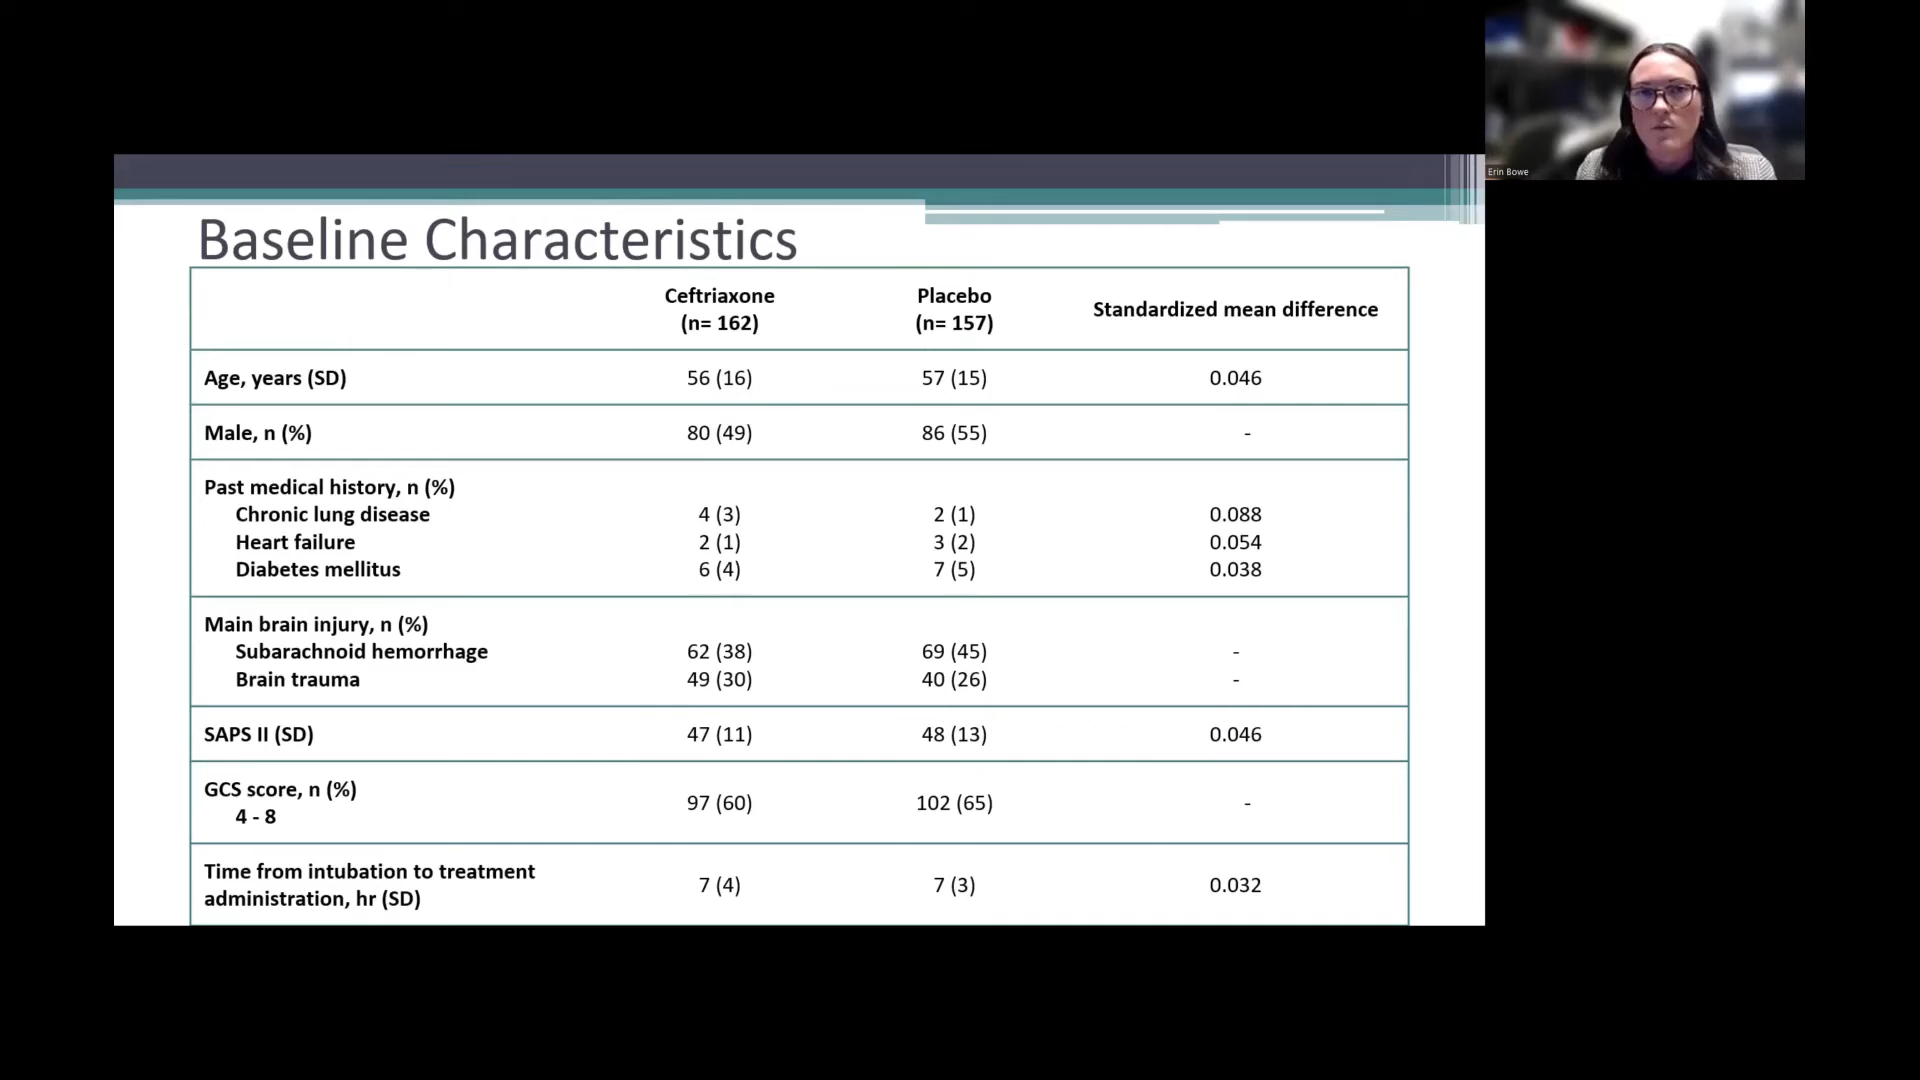 Erin Bowe
Baseline Characteristics
Ceftriaxone (n= 162) Placebo (n= 157) Standardized mean difference
Age, years (SD) 56 (16) 57 (15) 0.046
Male, n (%) 80 (49) 86 (55) -
Past medical history, n (%)
Chronic lung disease 4 (3) 2 (1) 0.088
Heart failure 2 (1) 3 (2) 0.054
Diabetes mellitus 6 (4) 7 (5) 0.038
Main brain injury, n (%)
Subarachnoid hemorrhage 62 (38) 69 (45) -
Brain trauma 49 (30) 40 (26) -
SAPS II (SD) 47 (11) 48 (13) 0.046
GCS score, n (%)
4 - 8 97 (60) 102 (65) -
Time from intubation to treatment
administration, hr (SD) 7 (4) 7 (3) 0.032